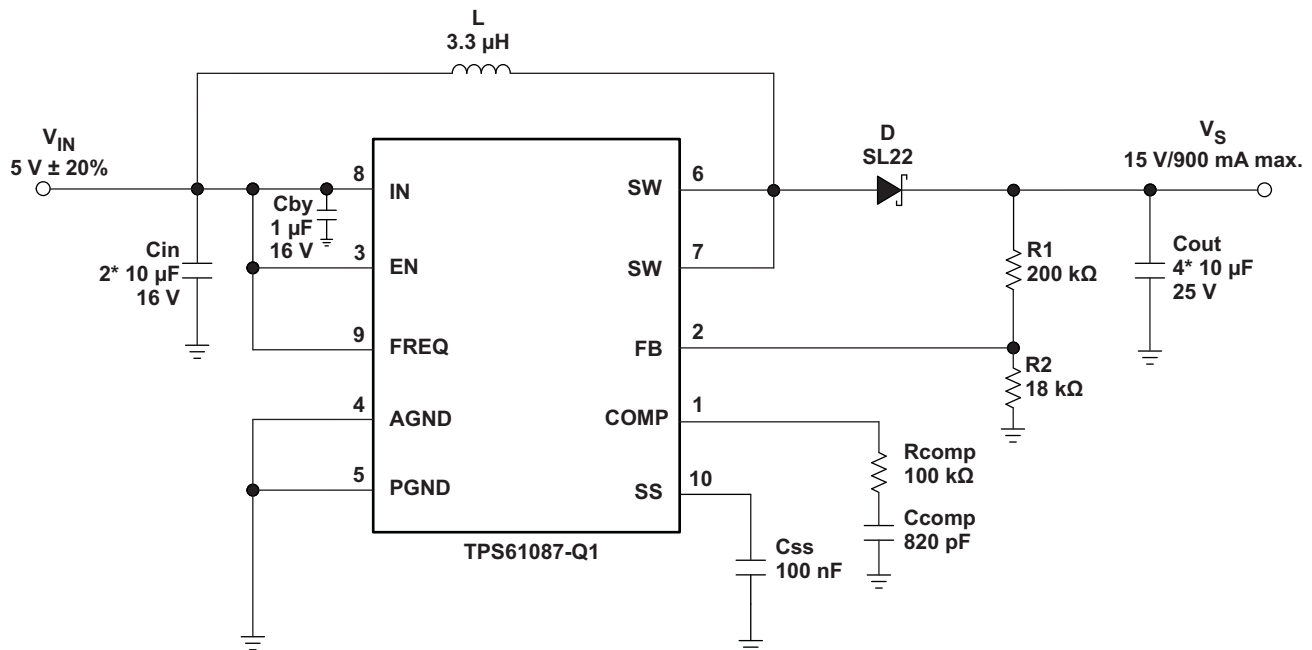 L
3.3 µH
VIN
5 V ± 20%
Cin
2* 10 µF
16 V
Cby
1 µF
16 V
8
IN
3
EN
9
FREQ
4
AGND
5
PGND
SW
6
SW
7
FB
2
COMP
1
SS
10
TPS61087-Q1
D
SL22
VS
15 V/900 mA max.
R1
200 kΩ
Cout
4* 10 µF
25 V
R2
18 kΩ
Rcomp
100 kΩ
Ccomp
820 pF
Css
100 nF